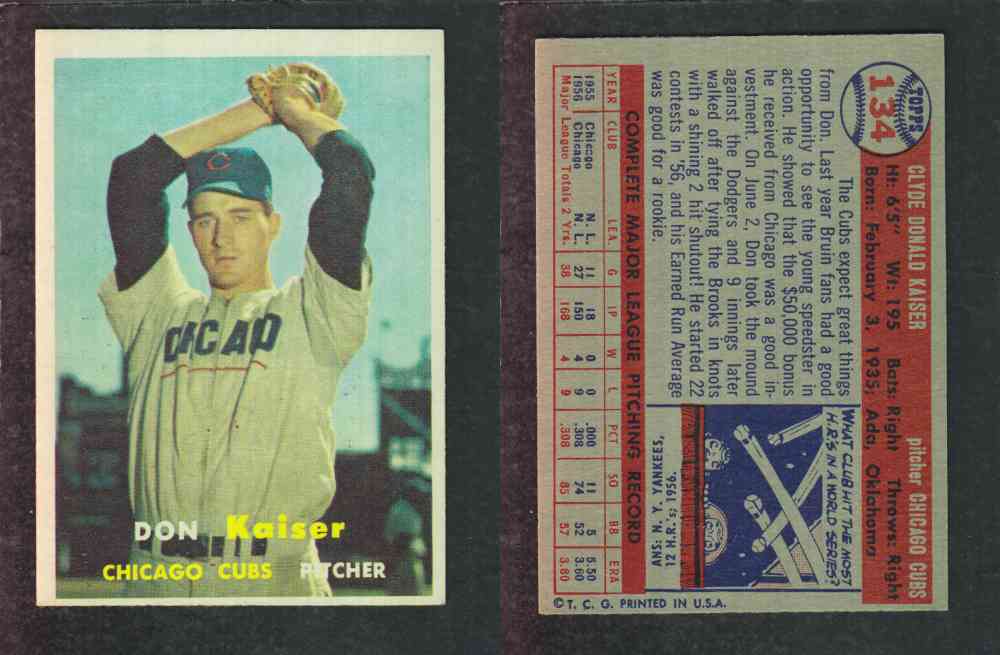 CHICAGO
DON Kaiser
CHICAGO CUBS PITCHER
TOPPS
134
CLYDE DONALD KAISER pitcher CHICAGO CUBS
Ht: 6'5" Wt: 195 Bats: Right Throws: Right
Born: February 3, 1935; Ada, Oklahoma
The Cubs expect great things
from Don. Last year Bruin fans had a good
opportunity to see the young speedster in
action. He showed that the $50,000 bonus
he received from Chicago was a good in-
vestment. On June 2, Don took the mound
against the Dodgers and 9 innings later
walked off after tying the Brooks in knots
with a shining 2 hit shutout! He started 22
contests in '56, and his Earned Run Average
was good for a rookie.
WHAT CLUB HIT THE MOST
H.R.'S IN A WORLD SERIES?
ANS: N. Y. YANKEES,
12 H.R.'s 1956.
COMPLETE MAJOR LEAGUE PITCHING RECORD
YEAR CLUB LEA. G IP W L PCT SO BB ERA
1955 Chicago N. L. 11 18 0 0 .000 11 5 5.50
1956 Chicago N. L. 27 150 4 9 .308 74 52 3.60
Major League Totals 2 Yrs. 38 168 4 9 .308 85 57 3.80
© T. C. G. PRINTED IN U.S.A.